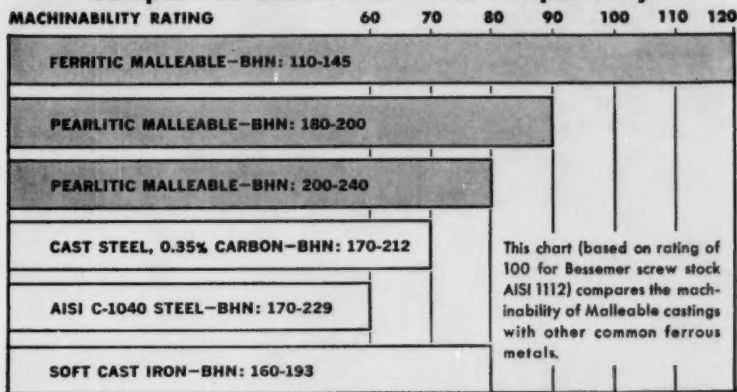 MACHINABILITY RATING 60 70 80 90 100 110 120
FERRITIC MALLEABLE—BHN: 110-145
PEARLITIC MALLEABLE—BHN: 180-200
PEARLITIC MALLEABLE—BHN: 200-240
CAST STEEL, 0.35% CARBON—BHN: 170-212
AISI C-1040 STEEL—BHN: 170-229
SOFT CAST IRON—BHN: 160-193
This chart (based on rating of
100 for Bessemer screw stock
AISI 1112) compares the mach-
inability of Malleable castings
with other common ferrous
metals.